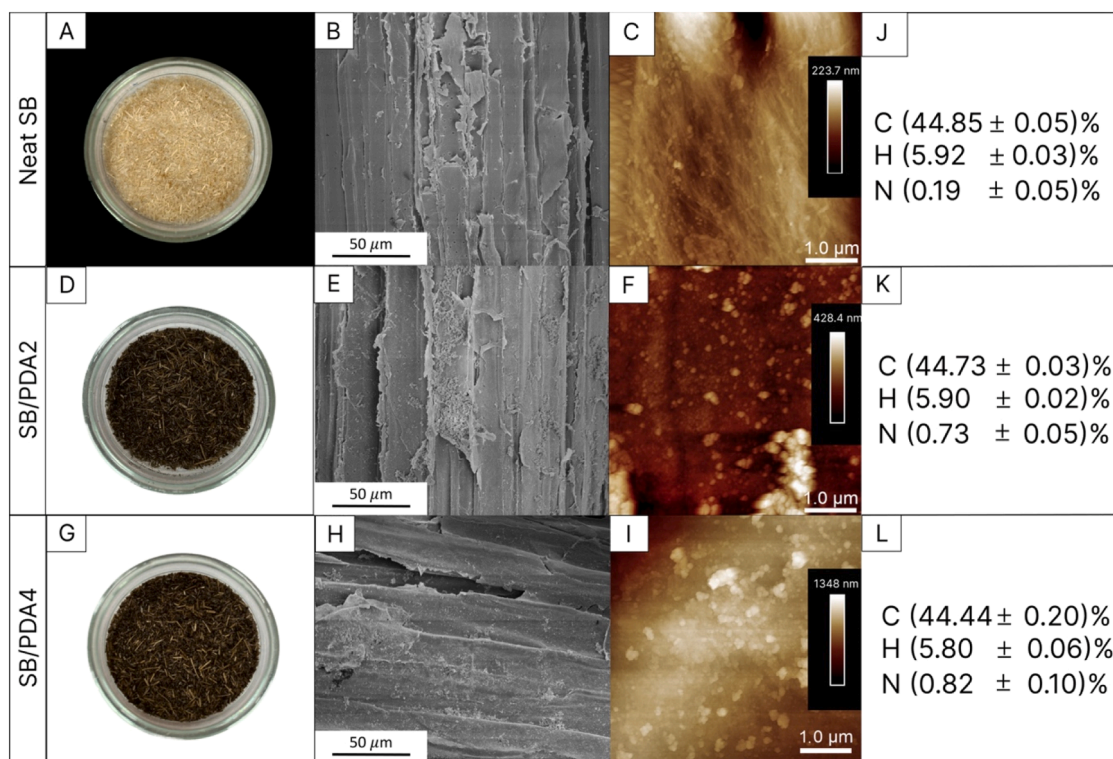 Neat SB
A
B
50 μm
C
223.7 nm
1.0 μm
J
C (44.85 ± 0.05)%
H (5.92 ± 0.03)%
N (0.19 ± 0.05)%
SB/PDA2
D
E
50 μm
F
428.4 nm
1.0 μm
K
C (44.73 ± 0.03)%
H (5.90 ± 0.02)%
N (0.73 ± 0.05)%
SB/PDA4
G
H
50 μm
I
1348 nm
1.0 μm
L
C (44.44 ± 0.20)%
H (5.80 ± 0.06)%
N (0.82 ± 0.10)%